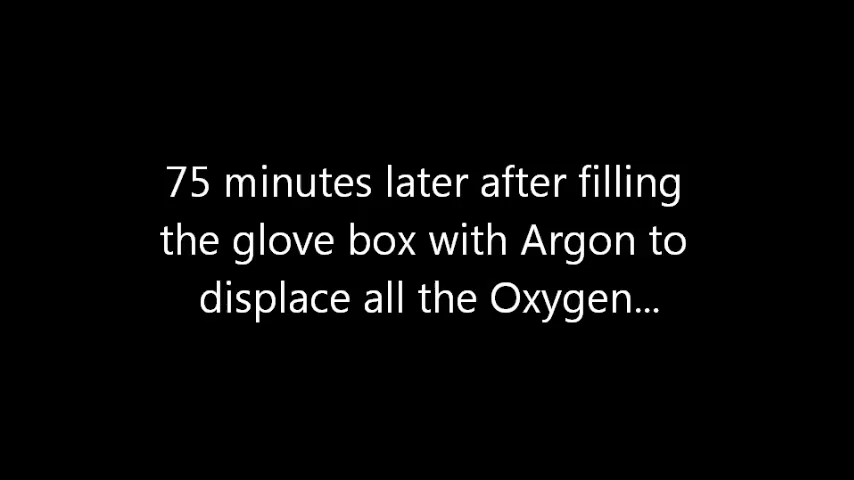 75 minutes later after filling
the glove box with Argon to
displace all the Oxygen...